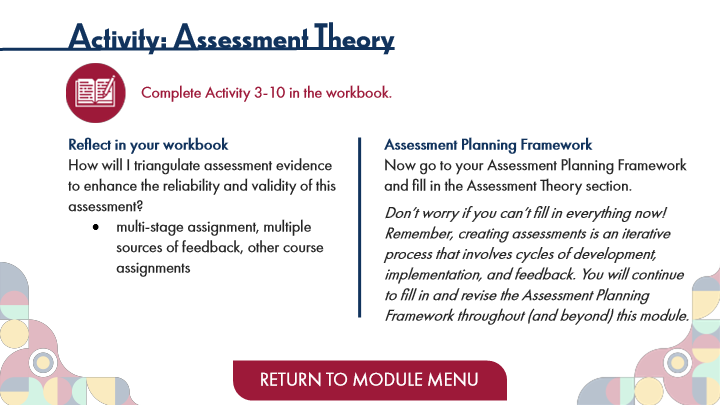 Activity: Assessment Theory
Complete Activity 3-10 in the workbook.
Reflect in your workbook
How will I triangulate assessment evidence
to enhance the reliability and validity of this
assessment?
● multi-stage assignment, multiple
sources of feedback, other course
assignments
Assessment Planning Framework
Now go to your Assessment Planning Framework
and fill in the Assessment Theory section.
Don't worry if you can't fill in everything now!
Remember, creating assessments is an iterative
process that involves cycles of development,
implementation, and feedback. You will continue
to fill in and revise the Assessment Planning
Framework throughout (and beyond) this module.
RETURN TO MODULE MENU